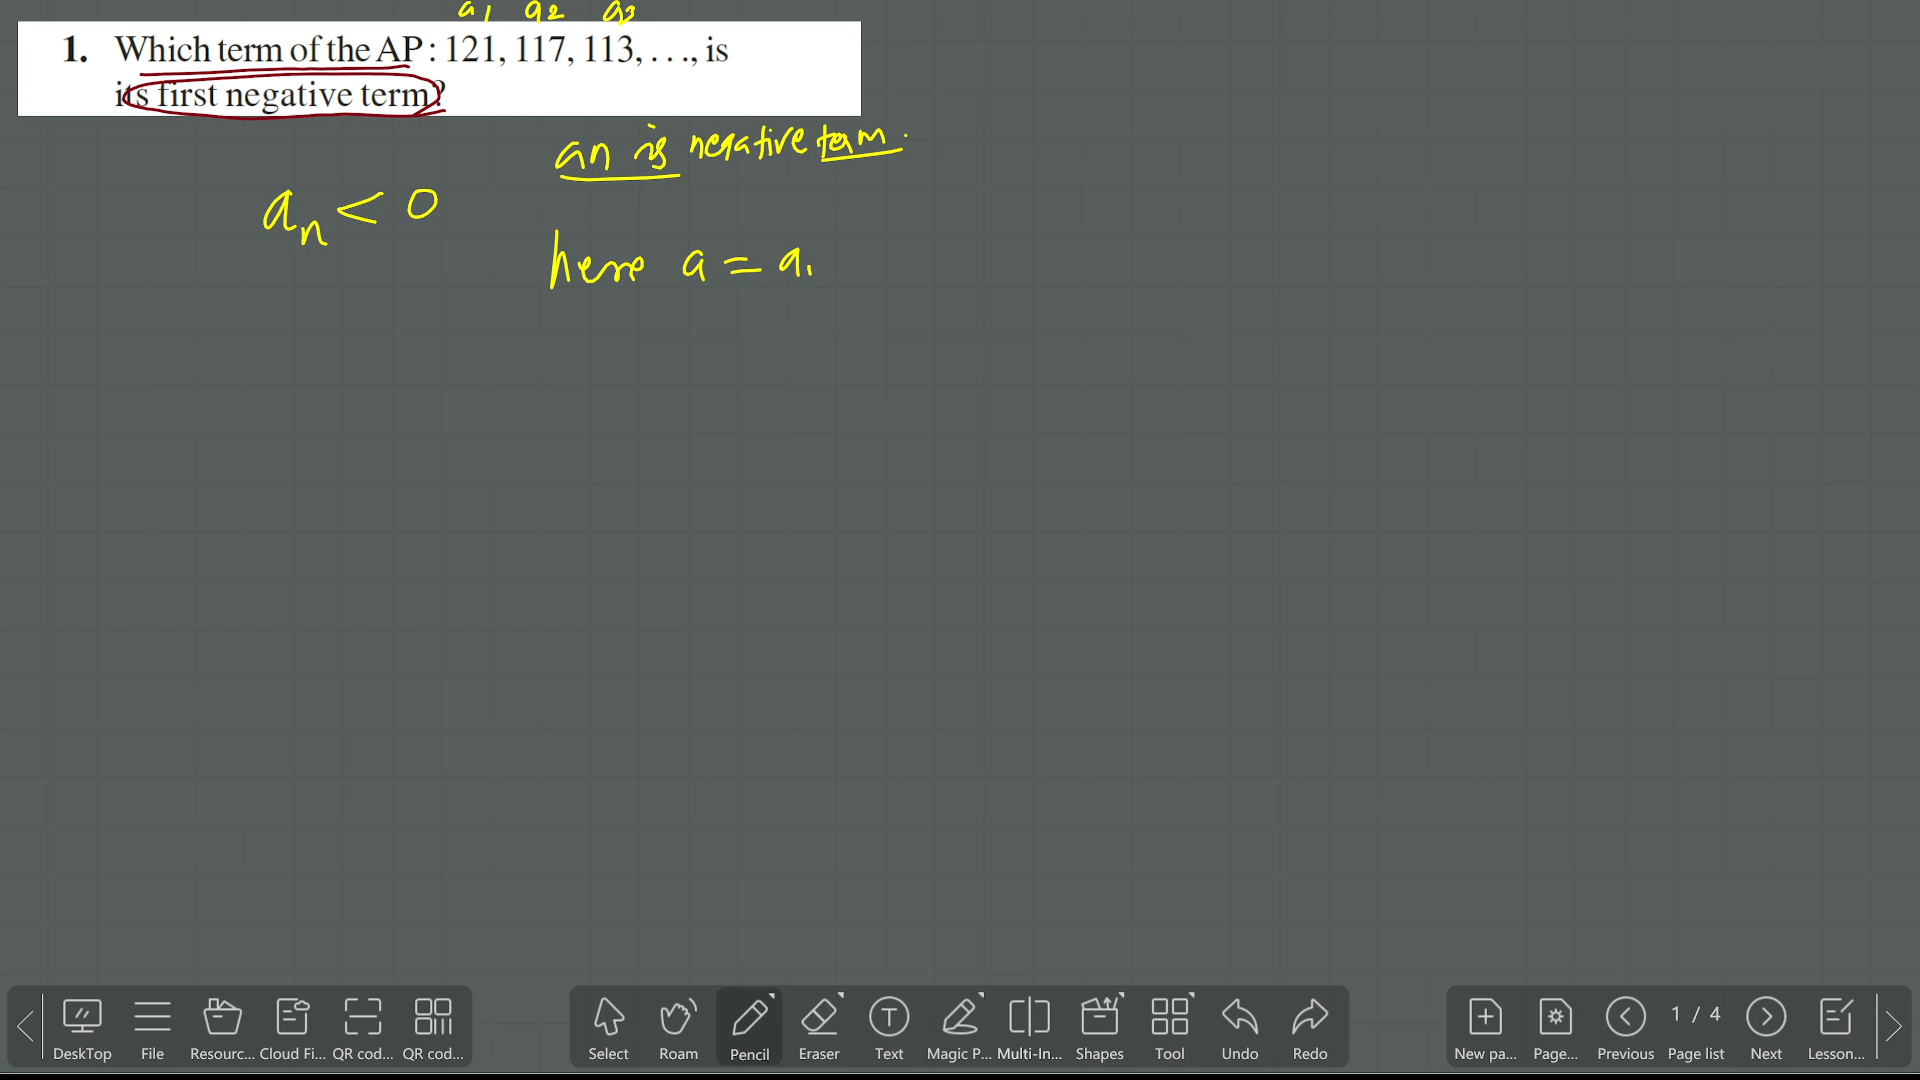 a1 a2 a3
1. Which term of the AP : 121, 117, 113, . . ., is
its first negative term?
an is negative term.
an < 0
here a = a1
DeskTop File Resourc... Cloud Fi... QR cod... QR cod... Select Roam Pencil Eraser Text Magic P... Multi-In... Shapes Tool Undo Redo New pa... Page... Previous 1 / 4 Page list Next Lesson...